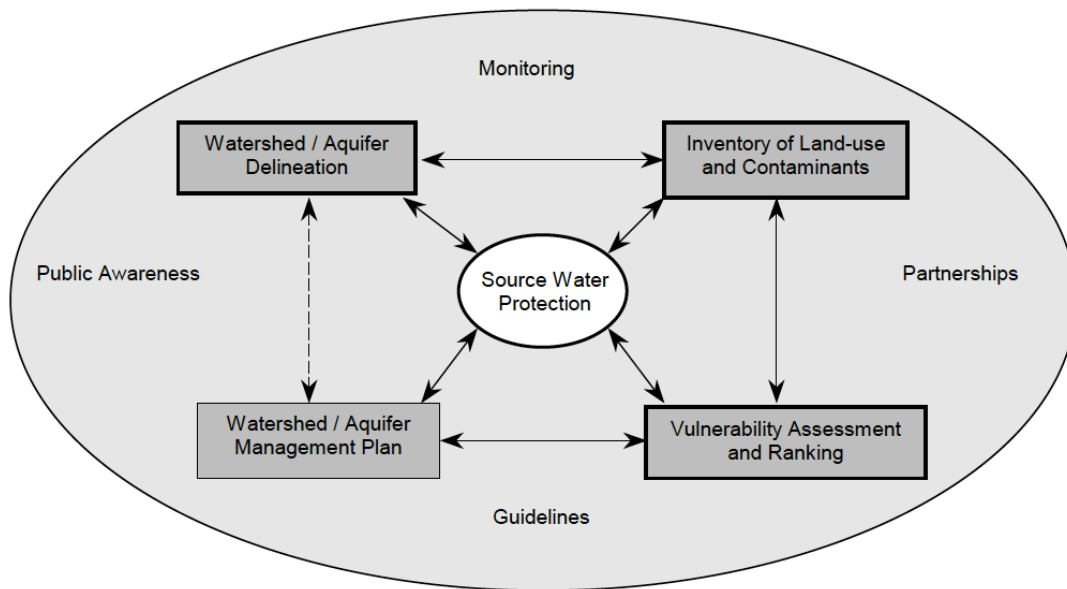 Monitoring
Watershed / Aquifer
Delineation
Inventory of Land-use
and Contaminants
Public Awareness
Source Water
Protection
Partnerships
Watershed / Aquifer
Management Plan
Vulnerability Assessment
and Ranking
Guidelines